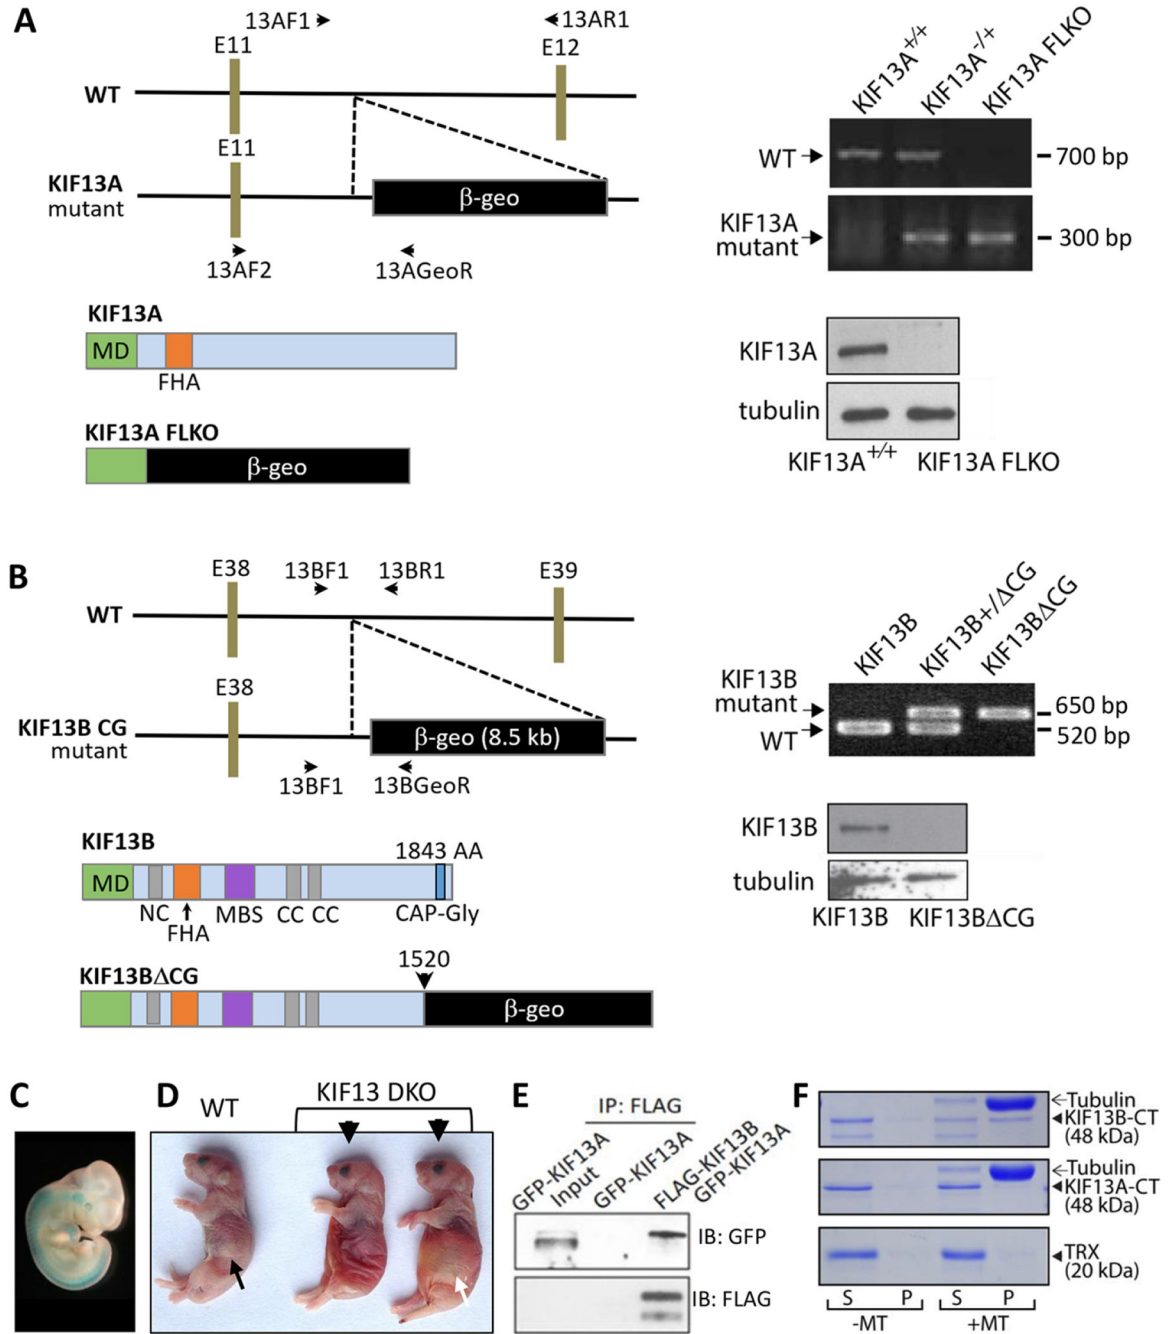 A
13AF1
13AR1
E11
E12
WT
E11
KIF13A
mutant
β-geo
13AF2
13AGeoR
KIF13A
MD
FHA
KIF13A FLKO
β-geo
KIF13A+/+
KIF13A-/+
KIF13A FLKO
WT
700 bp
KIF13A
mutant
300 bp
KIF13A
tubulin
KIF13A+/+
KIF13A FLKO
B
E38
13BF1
13BR1
E39
WT
E38
KIF13B CG
mutant
β-geo (8.5 kb)
13BF1
13BGeoR
KIF13B
1843 AA
MD
NC
FHA
MBS
CC CC
CAP-Gly
KIF13BΔCG
1520
β-geo
KIF13B
KIF13B+/ΔCG
KIF13BΔCG
KIF13B
mutant
650 bp
WT
520 bp
KIF13B
tubulin
KIF13B
KIF13BΔCG
C
D
WT
KIF13 DKO
E
IP: FLAG
GFP-KIF13A
Input
GFP-KIF13A
FLAG-KIF13B
GFP-KIF13A
IB: GFP
IB: FLAG
F
Tubulin
KIF13B-CT
(48 kDa)
Tubulin
KIF13A-CT
(48 kDa)
TRX
(20 kDa)
S P S P
-MT +MT